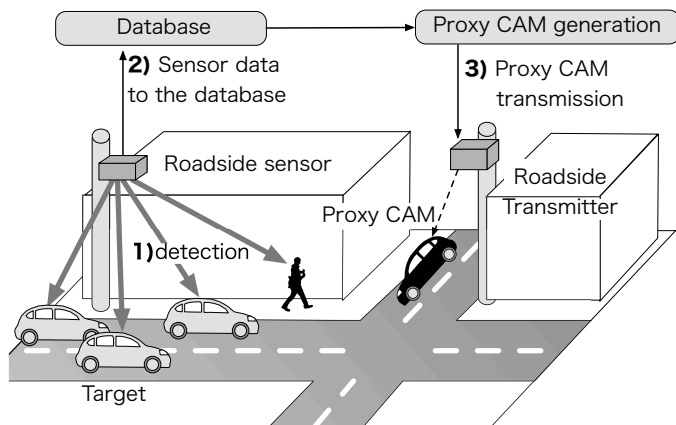 Database
Proxy CAM generation
2) Sensor data
to the database
3) Proxy CAM
transmission
Roadside sensor
Roadside
Transmitter
Proxy CAM
1)detection
Target